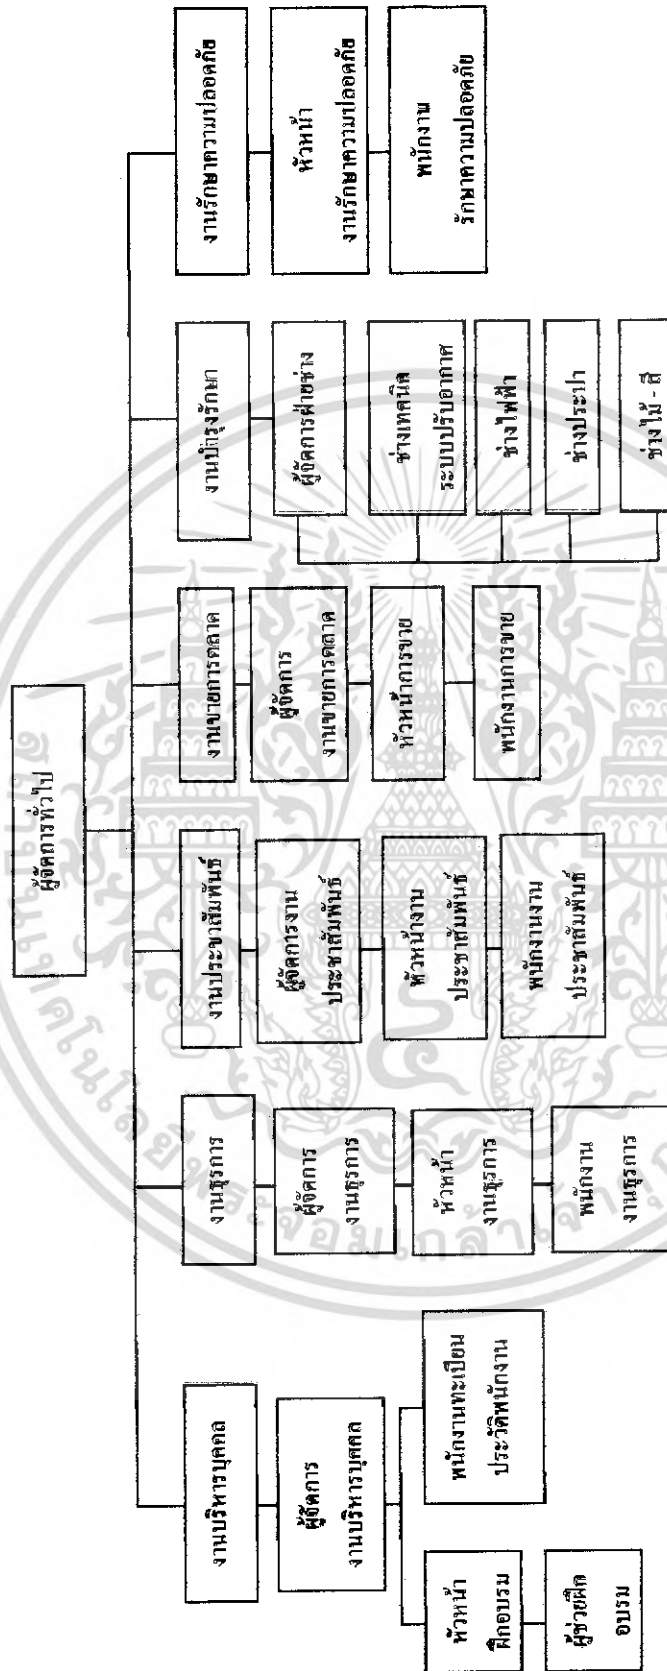 ผู้จัดการทั่วไป
งานบริหารบุคคล
ผู้จัดการ
งานบริหารบุคคล
หัวหน้า
ฝึกอบรม
ผู้ช่วยฝึก
อบรม
พนักงานทะเบียน
ประวัติพนักงาน
งานธุรการ
ผู้จัดการ
งานธุรการ
หัวหน้า
งานธุรการ
พนักงาน
งานธุรการ
งานประชาสัมพันธ์
ผู้จัดการงาน
ประชาสัมพันธ์
หัวหน้างาน
ประชาสัมพันธ์
พนักงานงาน
ประชาสัมพันธ์
งานขายการตลาด
ผู้จัดการ
งานขายการตลาด
หัวหน้าการขาย
พนักงานการขาย
งานบำรุงรักษา
ผู้จัดการฝ่ายช่าง
ช่างเทคนิค
ระบบปรับอากาศ
ช่างไฟฟ้า
ช่างประปา
ช่างไม้ - สี
งานรักษาความปลอดภัย
หัวหน้า
งานรักษาความปลอดภัย
พนักงาน
รักษาความปลอดภัย